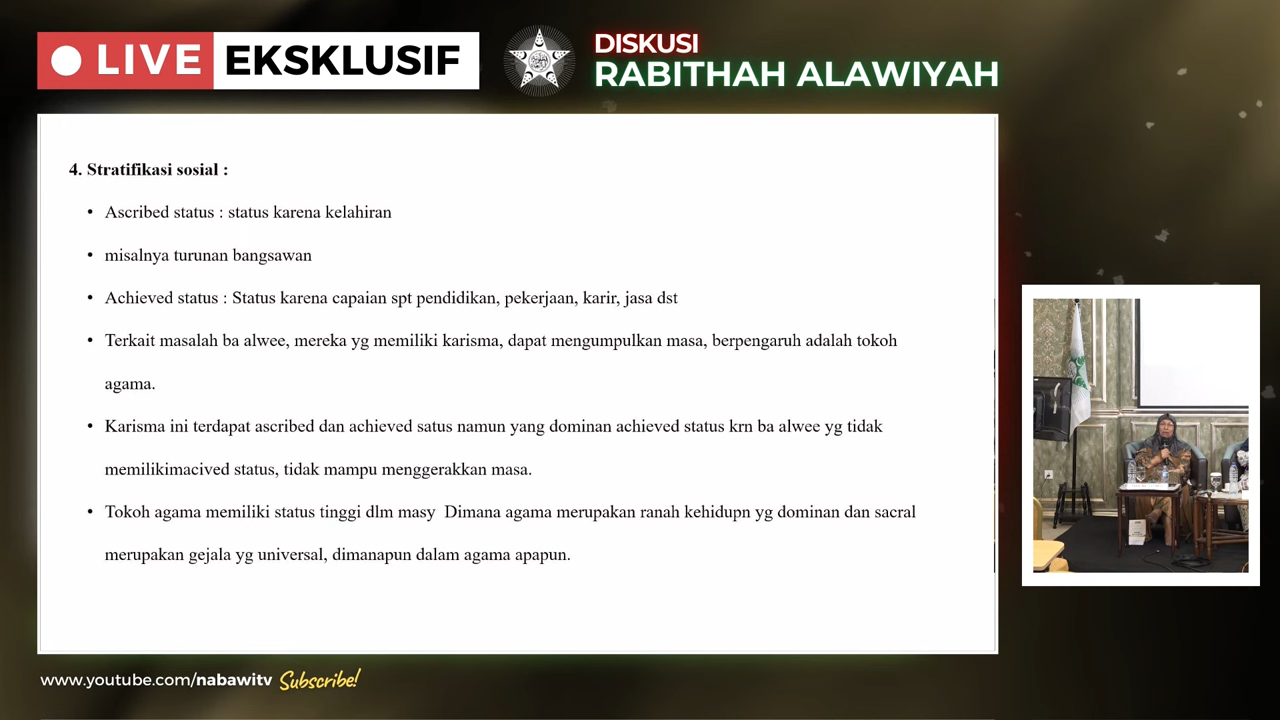 LIVE EKSKLUSIF
DISKUSI
RABITHAH ALAWIYAH
4. Stratifikasi sosial :
• Ascribed status : status karena kelahiran
• misalnya turunan bangsawan
• Achieved status : Status karena capaian spt pendidikan, pekerjaan, karir, jasa dst
• Terkait masalah ba alwee, mereka yg memiliki karisma, dapat mengumpulkan masa, berpengaruh adalah tokoh
agama.
• Karisma ini terdapat ascribed dan achieved satus namun yang dominan achieved status krn ba alwee yg tidak
memilikimacived status, tidak mampu menggerakkan masa.
• Tokoh agama memiliki status tinggi dlm masy  Dimana agama merupakan ranah kehidupn yg dominan dan sacral
merupakan gejala yg universal, dimanapun dalam agama apapun.
www.youtube.com/nabawitv Subscribe!